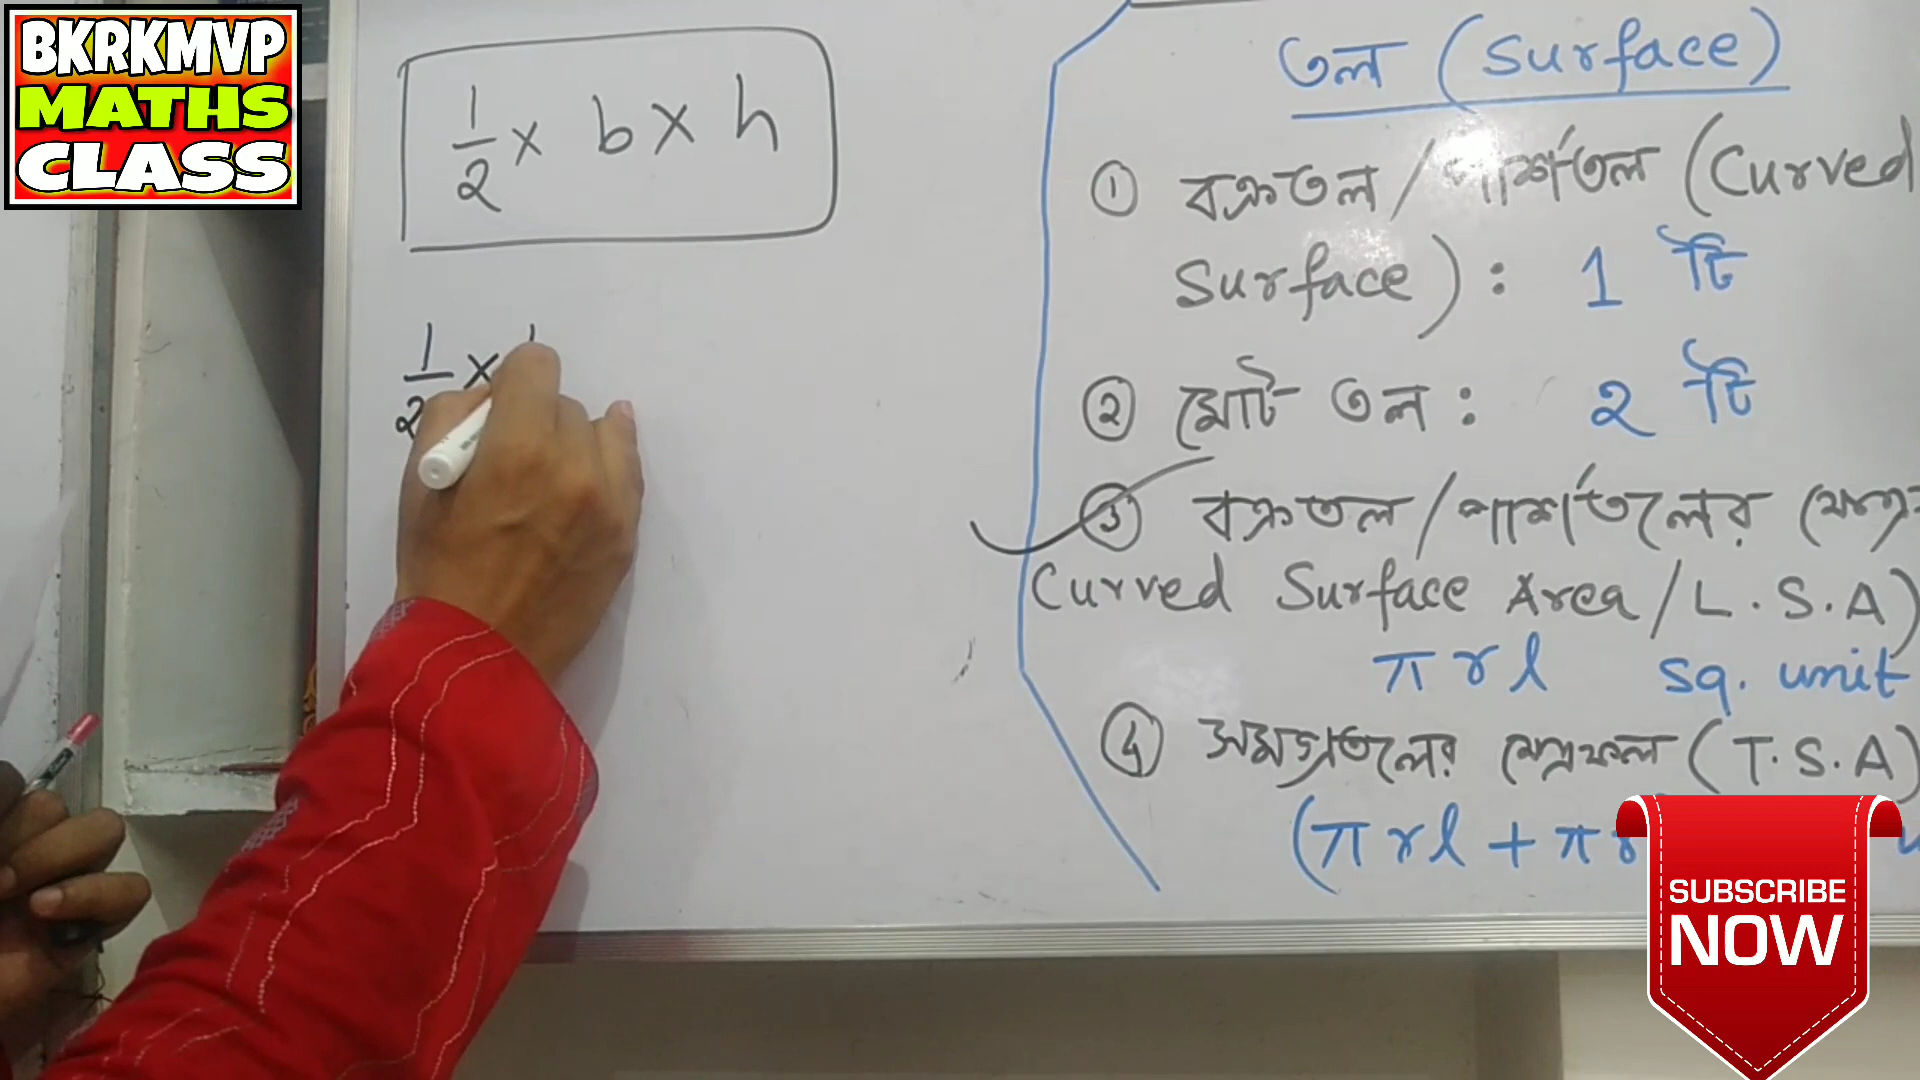 BKRKMVP
MATHS
CLASS
1/2 × b × h
1/2 ×
তল (Surface)
① বক্রতল/পার্শ্বতল (Curved
Surface) : 1 টি
② মোট তল : 2 টি
③ বক্রতল/পার্শ্বতলের
Curved Surface Area/L.S.A)
πrl sq. unit
④ সমগ্রতলের ক্ষেত্রফল (T.S.A)
(πrl + πr
SUBSCRIBE
NOW